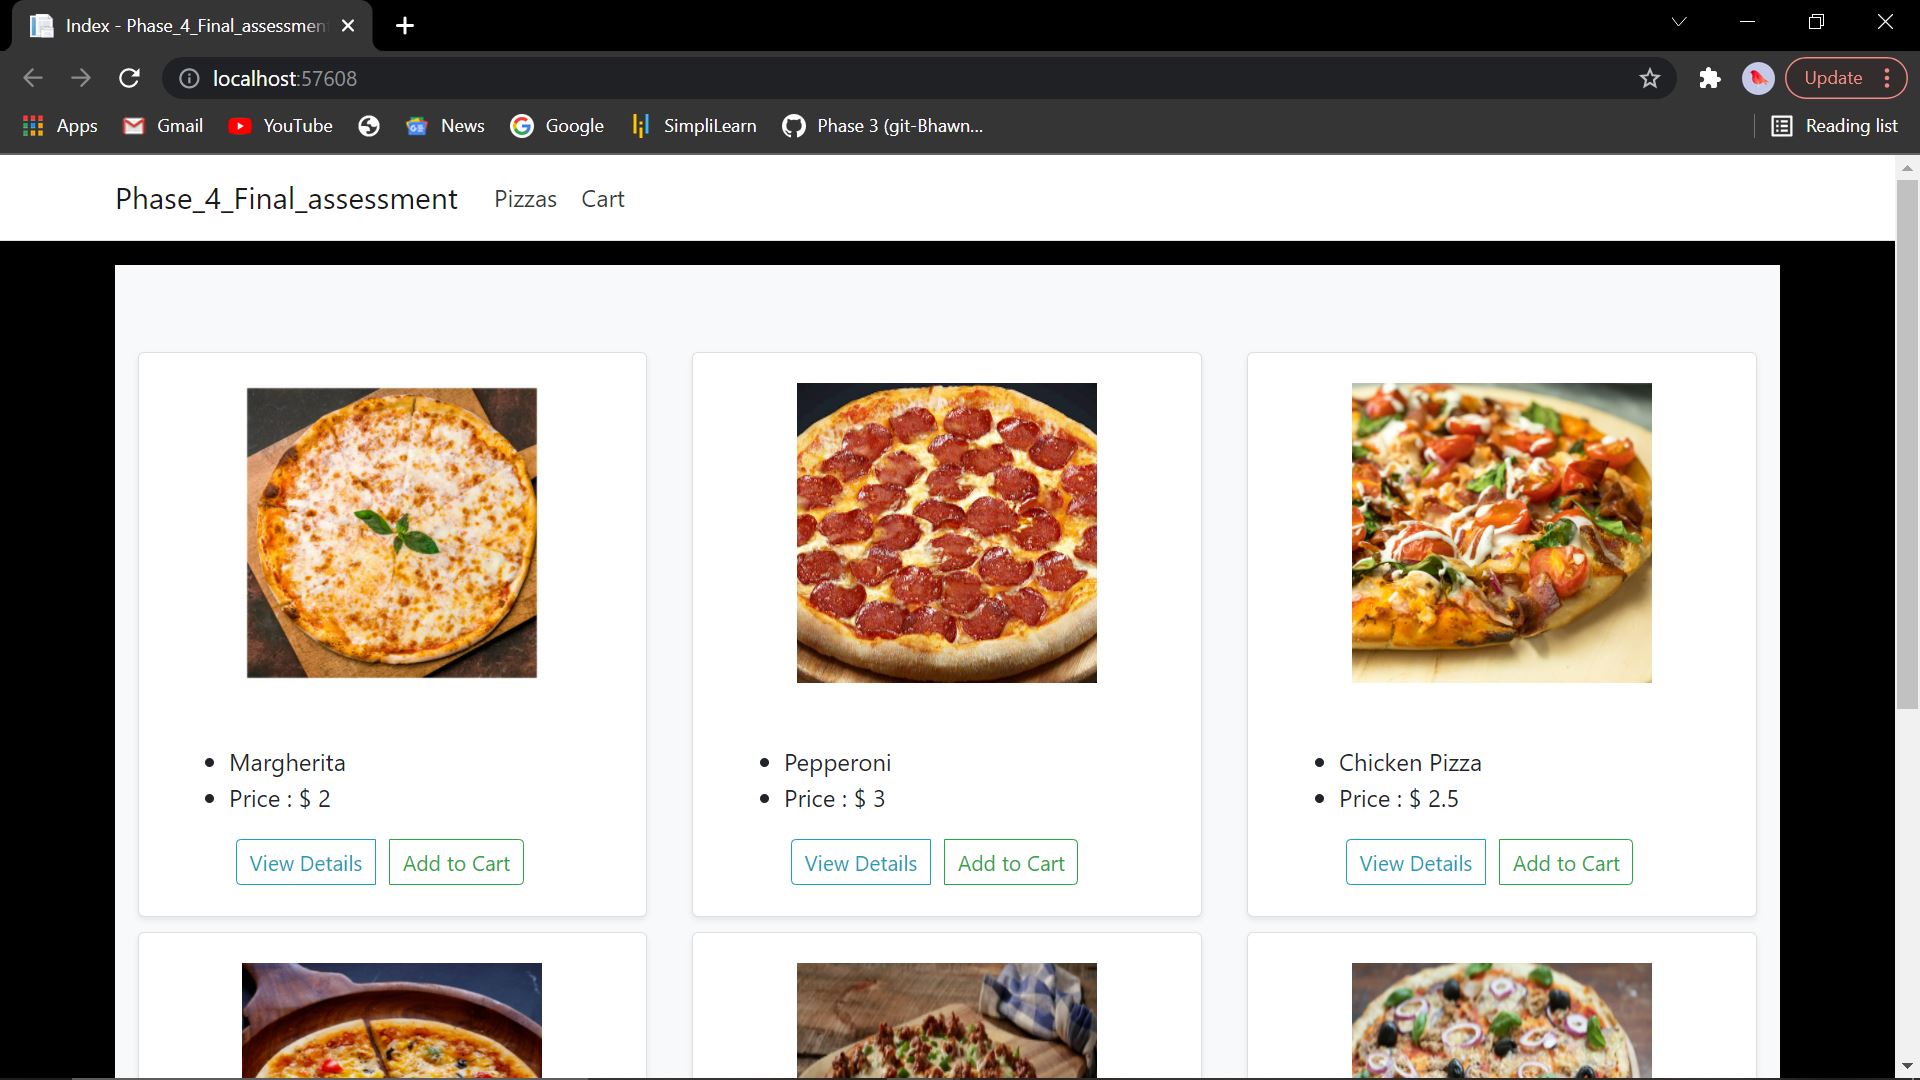 Index - Phase_4_Final_assessmen
localhost:57608
Update
Apps Gmail YouTube News Google SimpliLearn Phase 3 (git-Bhawn... Reading list
Phase_4_Final_assessment Pizzas Cart
Margherita
Price : $ 2
View Details Add to Cart
Pepperoni
Price : $ 3
View Details Add to Cart
Chicken Pizza
Price : $ 2.5
View Details Add to Cart